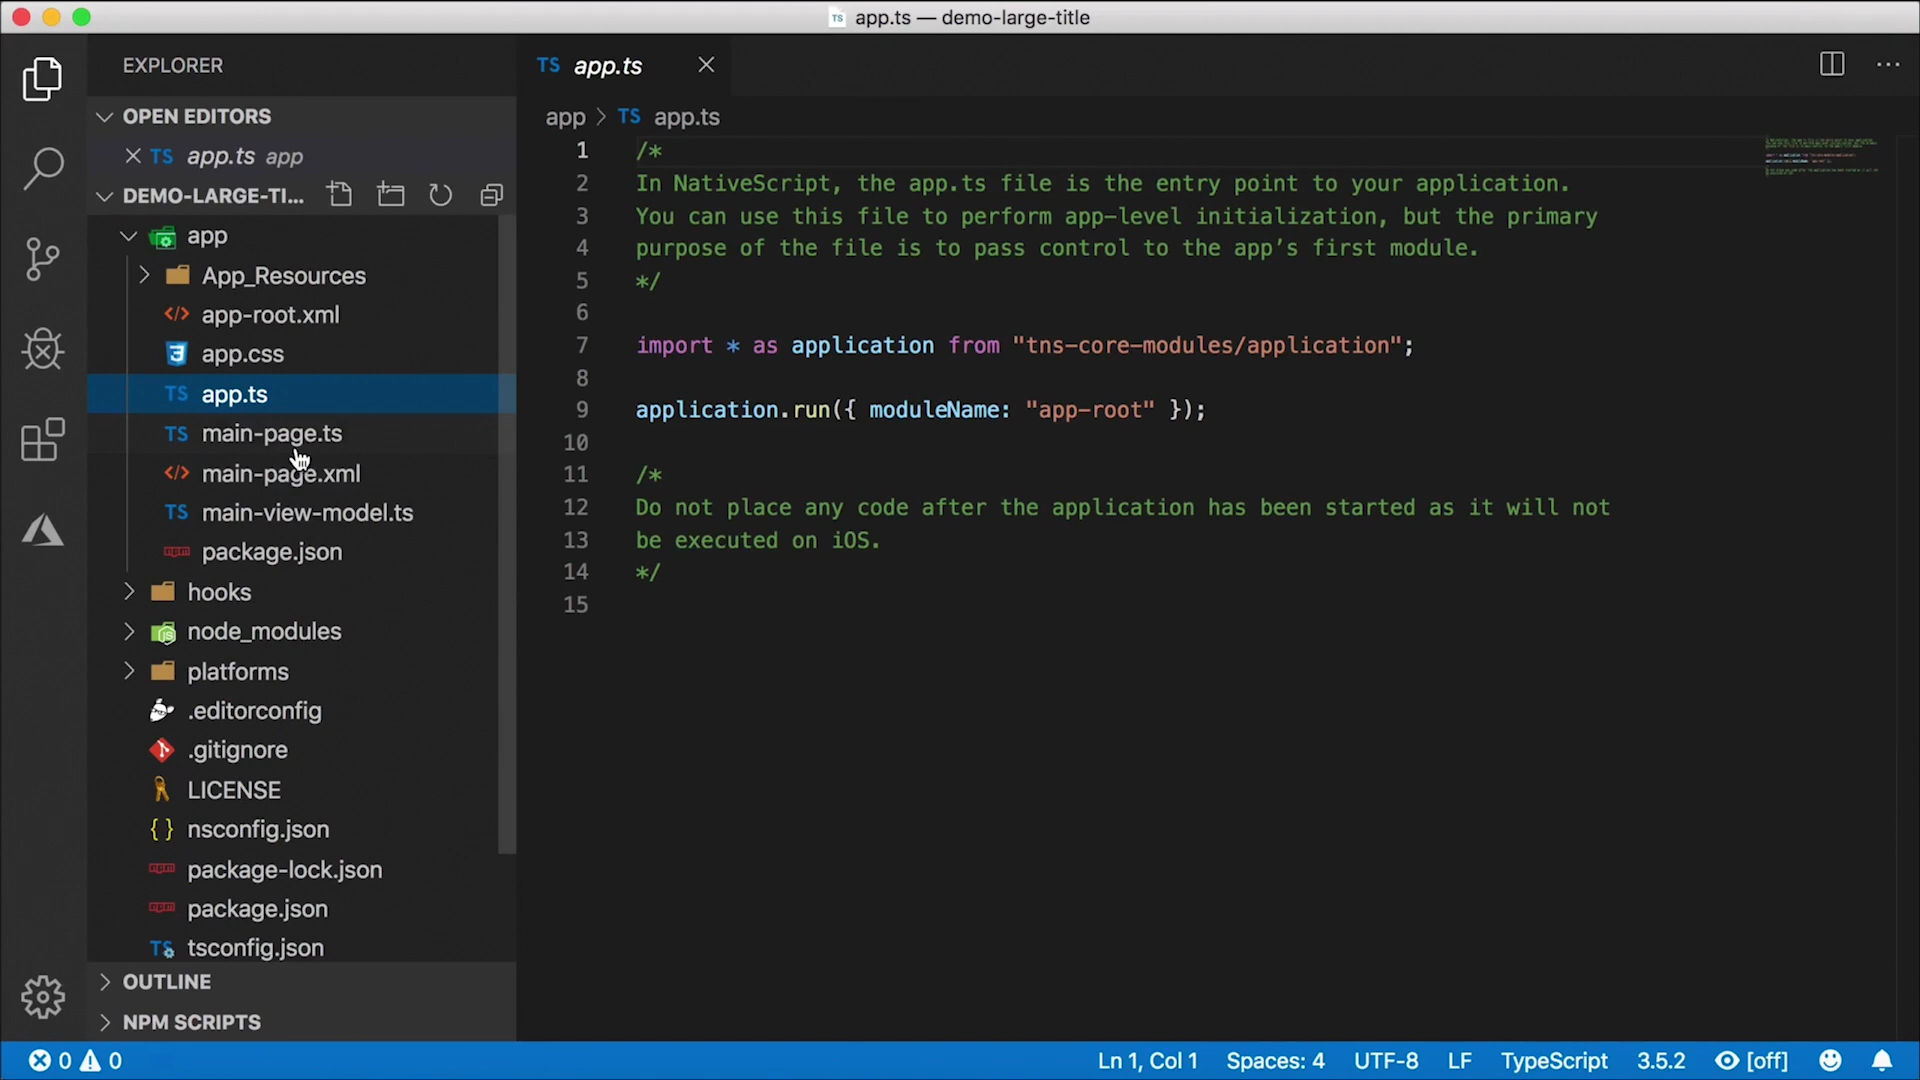 TS app.ts — demo-large-title
EXPLORER
OPEN EDITORS
TS app.ts app
DEMO-LARGE-TI...
app
App_Resources
</> app-root.xml
app.css
TS app.ts
TS main-page.ts
</> main-page.xml
TS main-view-model.ts
npm package.json
hooks
node_modules
platforms
.editorconfig
.gitignore
LICENSE
{ } nsconfig.json
npm package-lock.json
npm package.json
TS tsconfig.json
OUTLINE
NPM SCRIPTS
TS app.ts
app > TS app.ts
1 /*
2 In NativeScript, the app.ts file is the entry point to your application.
3 You can use this file to perform app-level initialization, but the primary
4 purpose of the file is to pass control to the app’s first module.
5 */
6
7 import * as application from "tns-core-modules/application";
8
9 application.run({ moduleName: "app-root" });
10
11 /*
12 Do not place any code after the application has been started as it will not
13 be executed on iOS.
14 */
15
0 0 Ln 1, Col 1 Spaces: 4 UTF-8 LF TypeScript 3.5.2 [off]